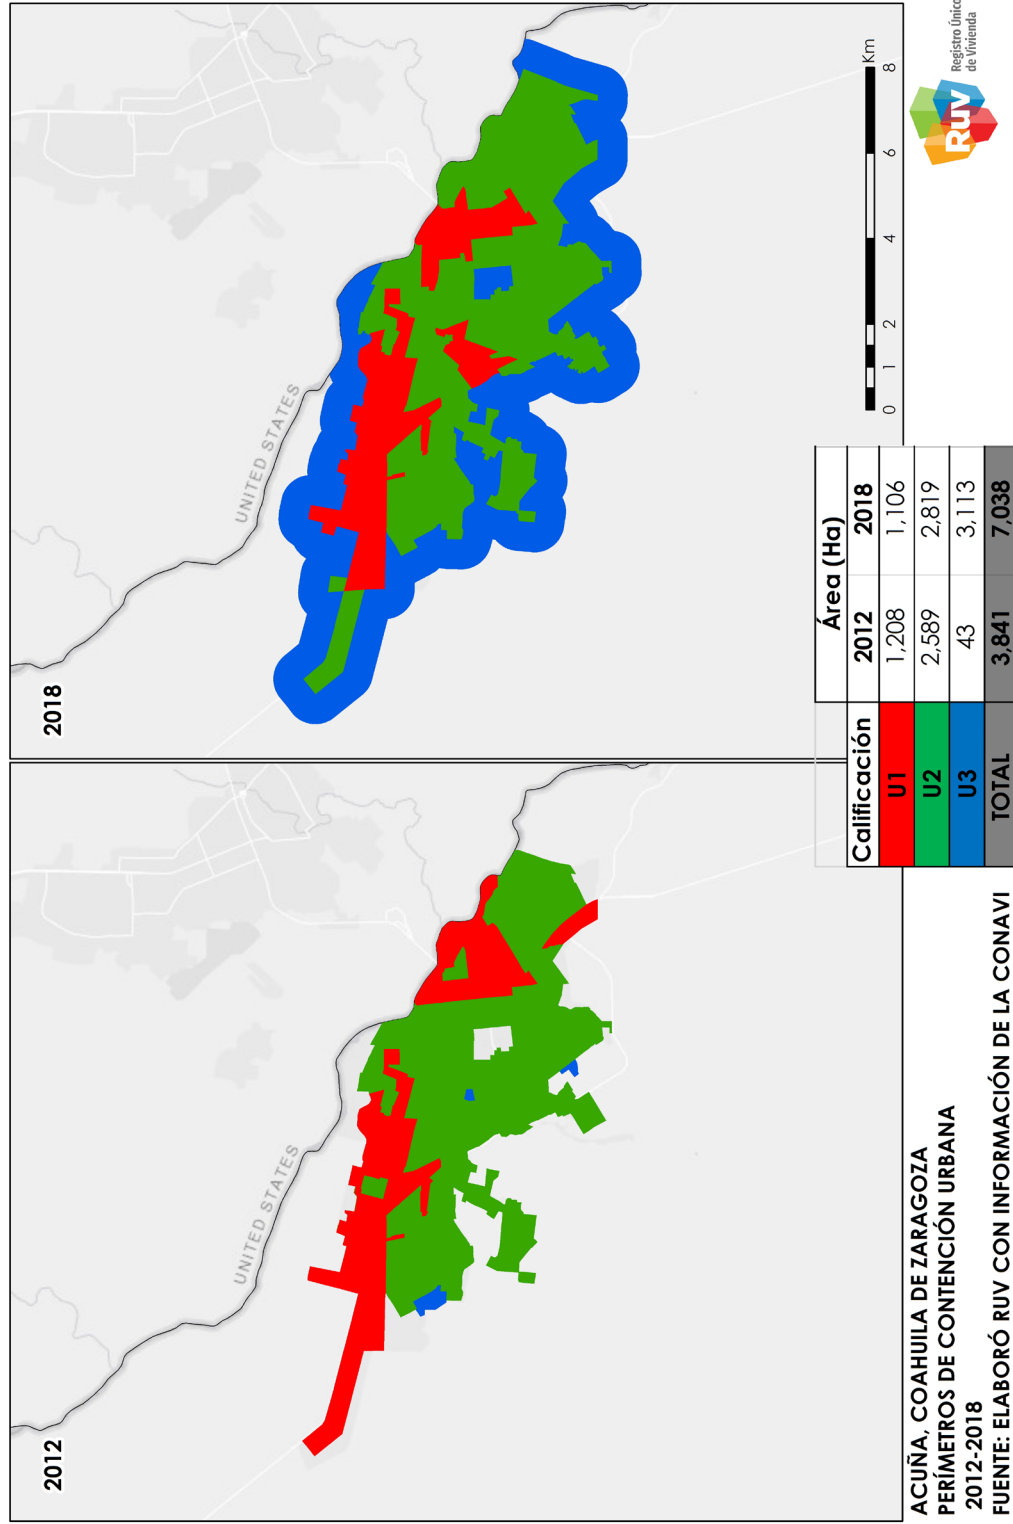 2012
UNITED STATES
2018
UNITED STATES
ACUÑA, COAHUILA DE ZARAGOZA
PERÍMETROS DE CONTENCIÓN URBANA
2012-2018
FUENTE: ELABORÓ RUV CON INFORMACIÓN DE LA CONAVI
Área (Ha)
Calificación 2012 2018
U1 1,208 1,106
U2 2,589 2,819
U3 43 3,113
TOTAL 3,841 7,038
0 1 2 4 6 8
Km
Ruv
Registro Único
de Vivienda